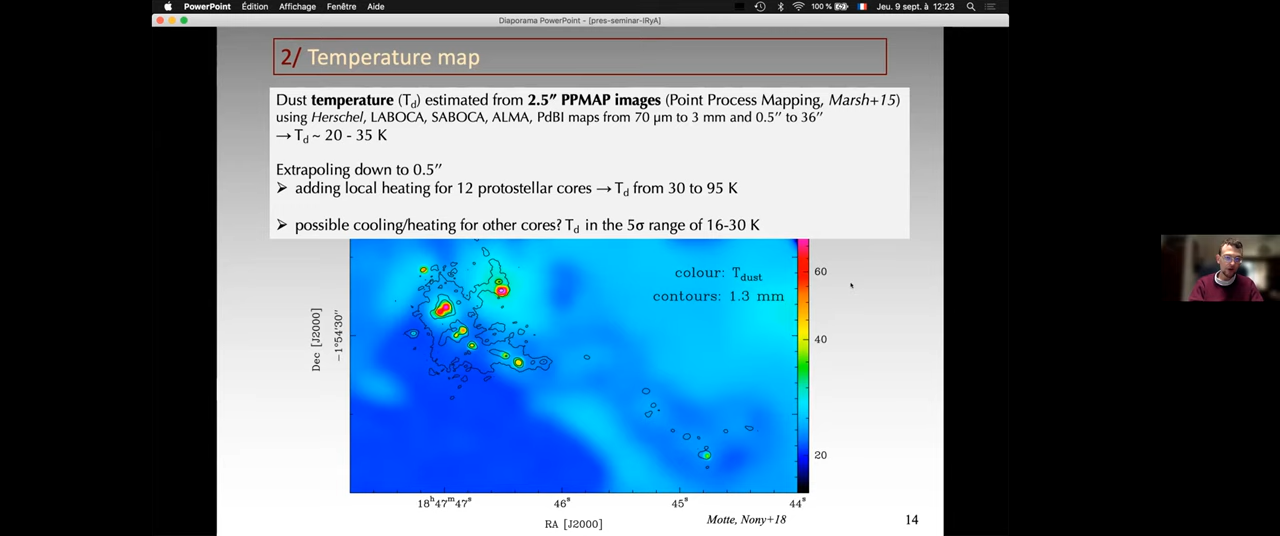 PowerPoint Édition Affichage Fenêtre Aide 100 % Jeu. 9 sept. à 12:23
Diaporama PowerPoint - [pres-seminar-IRyA]
2/ Temperature map
Dust temperature (Td) estimated from 2.5’’ PPMAP images (Point Process Mapping, Marsh+15)
using Herschel, LABOCA, SABOCA, ALMA, PdBI maps from 70 μm to 3 mm and 0.5’’ to 36’’
→ Td ~ 20 - 35 K
Extrapoling down to 0.5’’
➢ adding local heating for 12 protostellar cores → Td from 30 to 95 K
➢ possible cooling/heating for other cores? Td in the 5σ range of 16-30 K
colour: Tdust
contours: 1.3 mm
60
40
20
Dec [J2000]
−1°54'30"
18h47m47s 46s 45s 44s
RA [J2000]
Motte, Nony+18
14